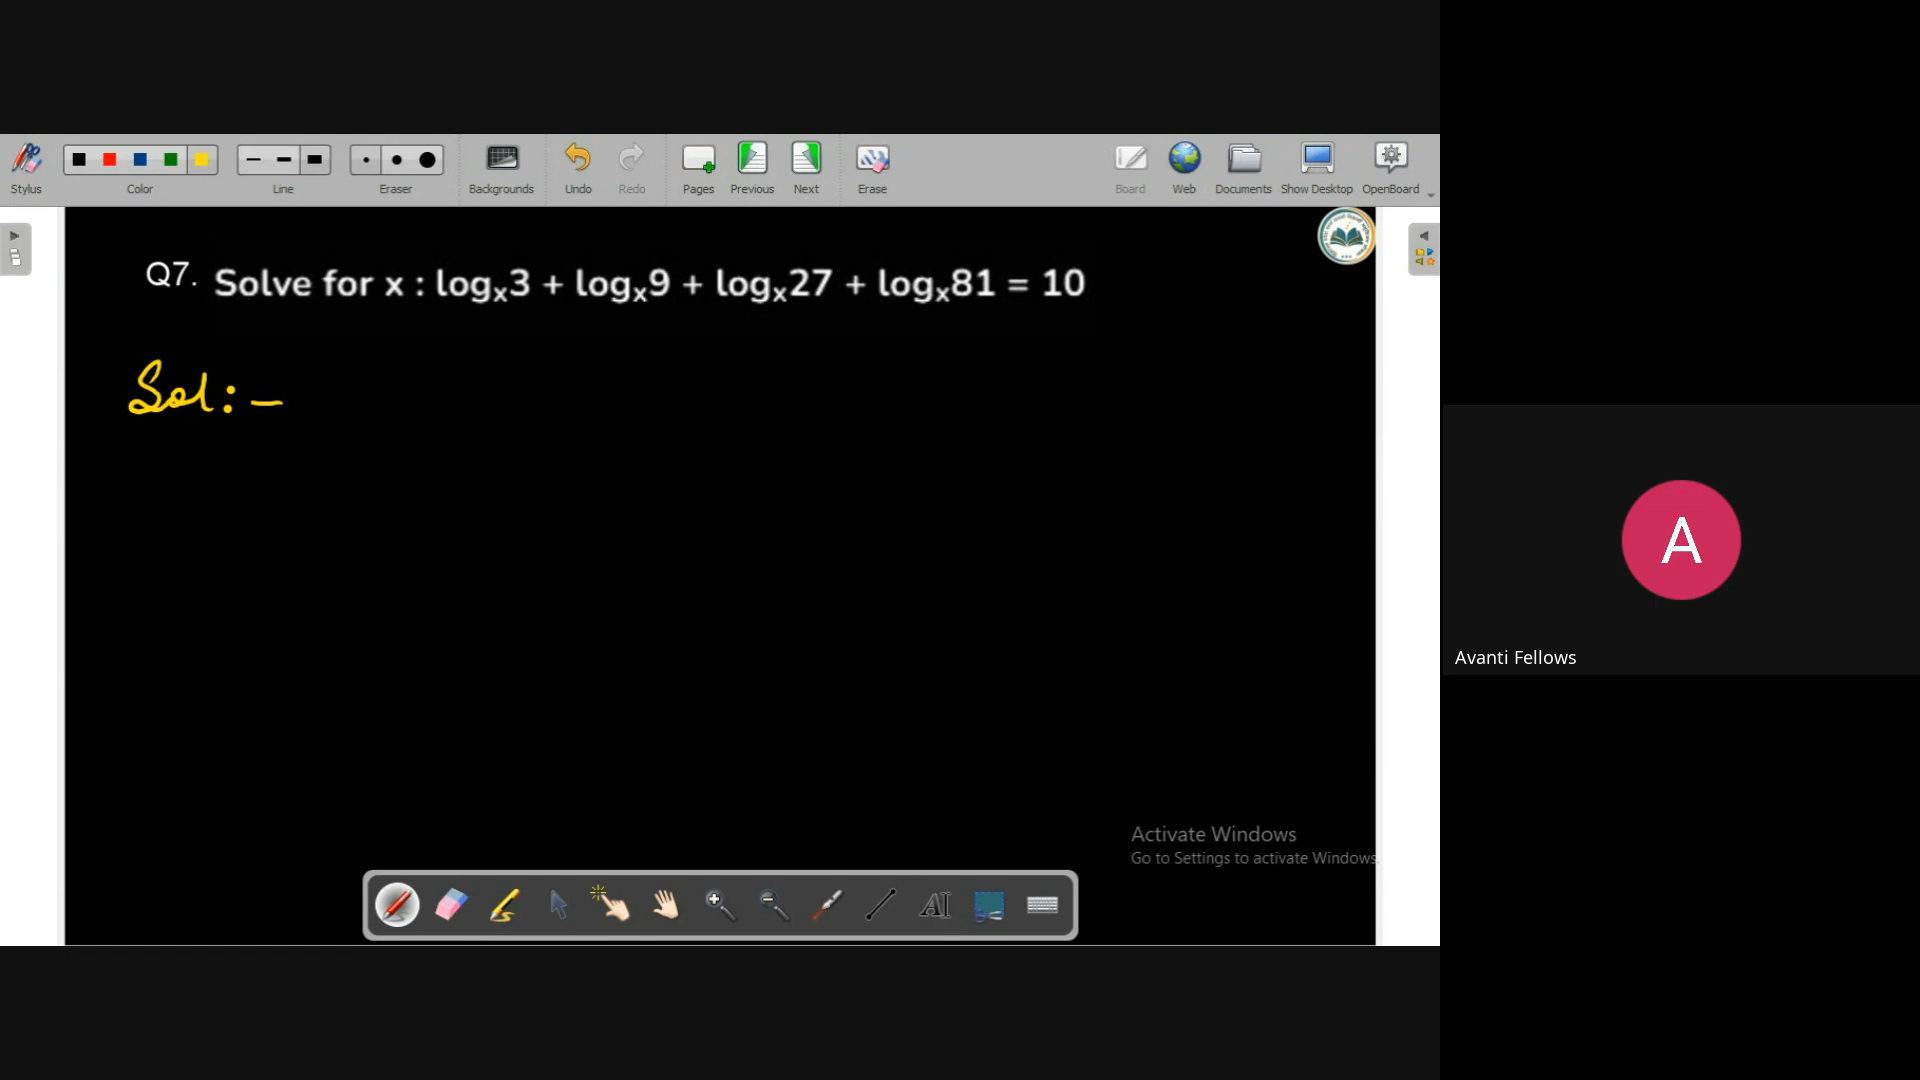 Stylus
Color
Line
Eraser
Backgrounds
Undo
Redo
Pages
Previous
Next
Erase
Board
Web
Documents
Show Desktop
OpenBoard
Q7. Solve for x : logₓ3 + logₓ9 + logₓ27 + logₓ81 = 10
Sol : –
A
Avanti Fellows
Activate Windows
Go to Settings to activate Windows.
AI